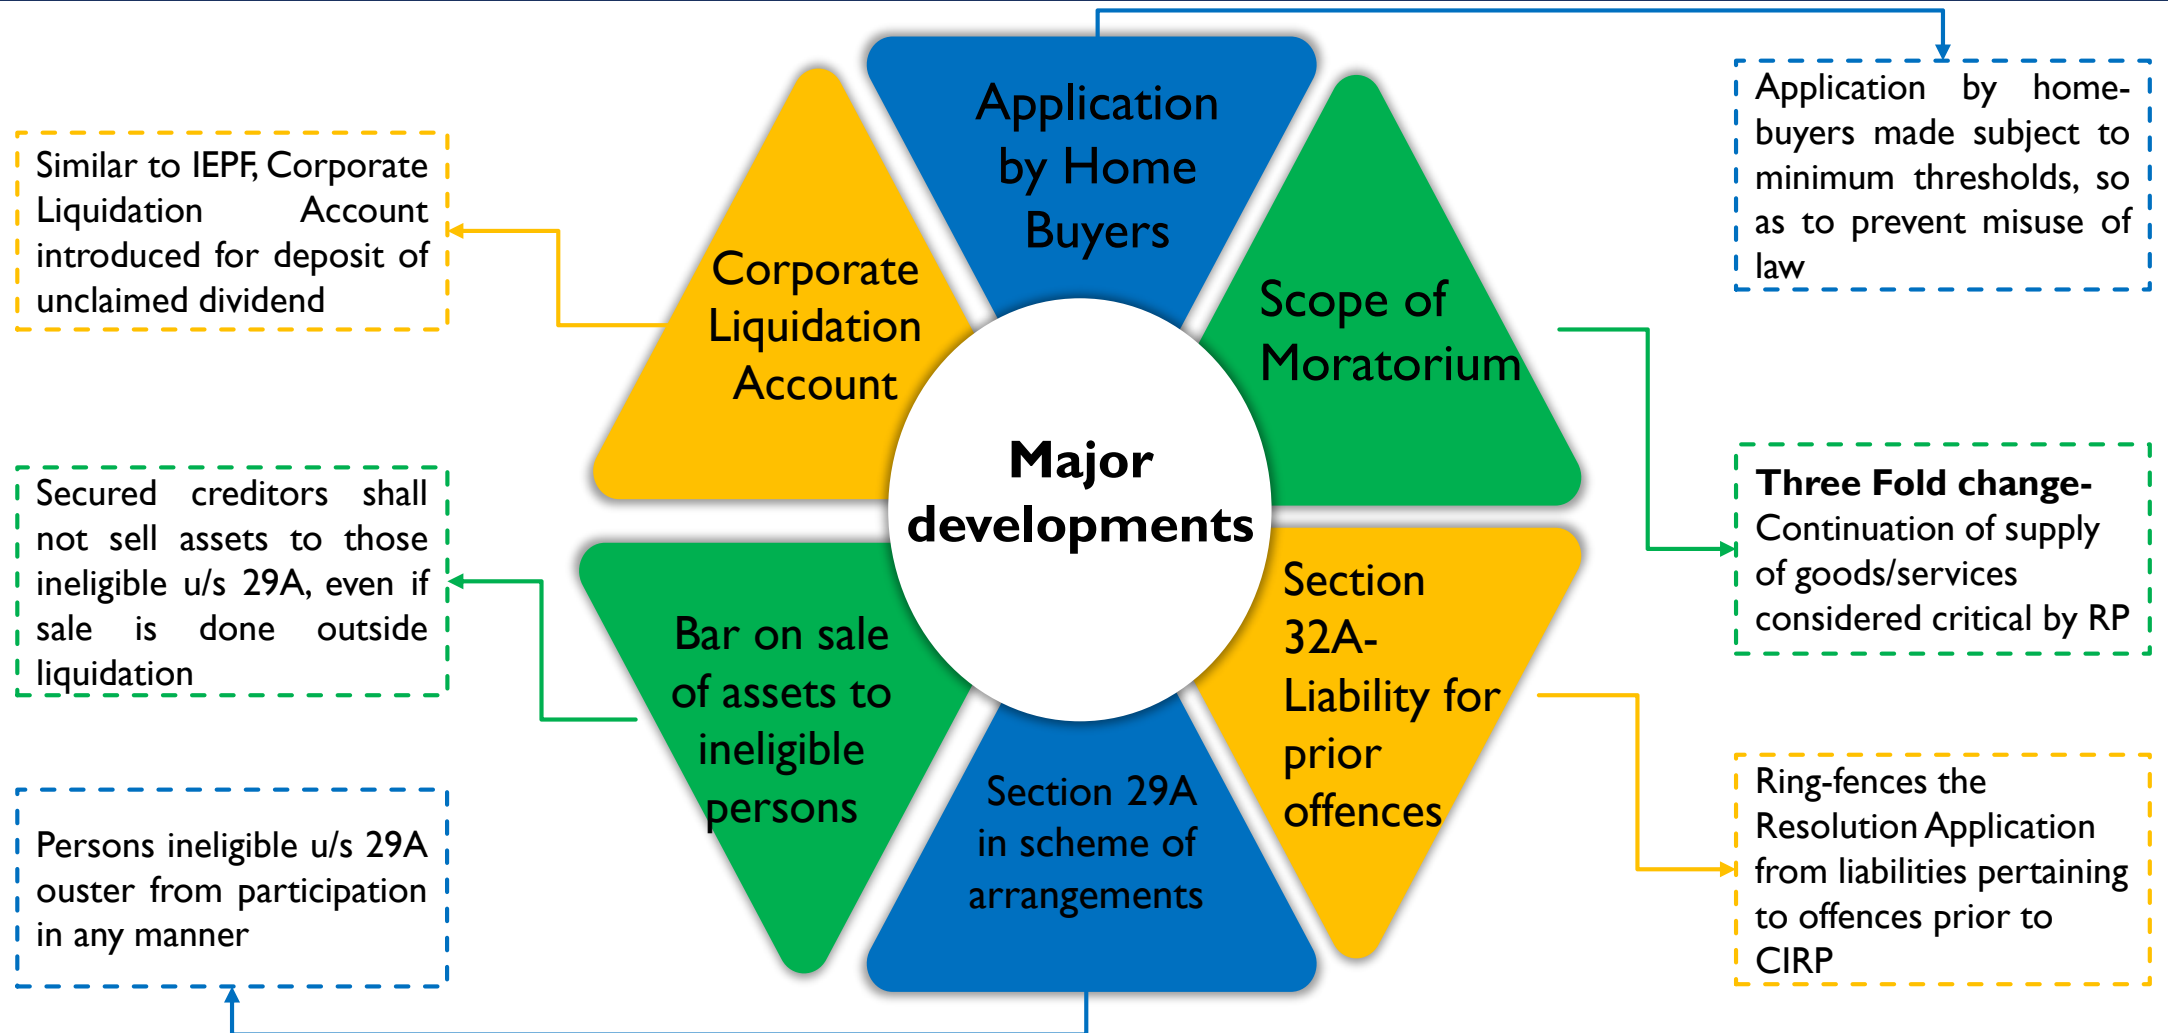 Application
by Home
Buyers
Application by home-
buyers made subject to
minimum thresholds, so
as to prevent misuse of
law
Similar to IEPF, Corporate
Liquidation Account
introduced for deposit of
unclaimed dividend
Corporate
Liquidation
Account
Scope of
Moratorium
Major
developments
Three Fold change-
Continuation of supply
of goods/services
considered critical by RP
Secured creditors shall
not sell assets to those
ineligible u/s 29A, even if
sale is done outside
liquidation
Bar on sale
of assets to
ineligible
persons
Section
32A-
Liability for
prior
offences
Section 29A
in scheme of
arrangements
Persons ineligible u/s 29A
ouster from participation
in any manner
Ring-fences the
Resolution Application
from liabilities pertaining
to offences prior to
CIRP